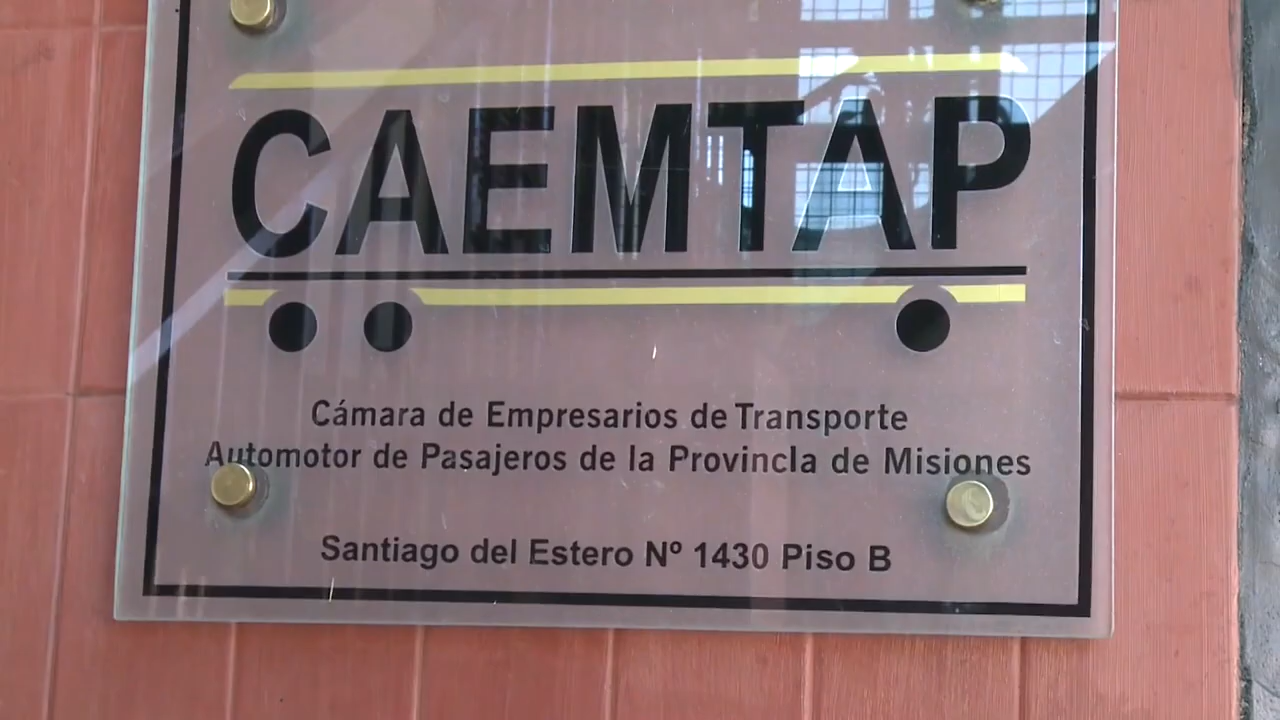 CAEMTAP
Cámara de Empresarios de Transporte
Automotor de Pasajeros de la Provincla de Misiones
Santiago del Estero Nº 1430 Piso B